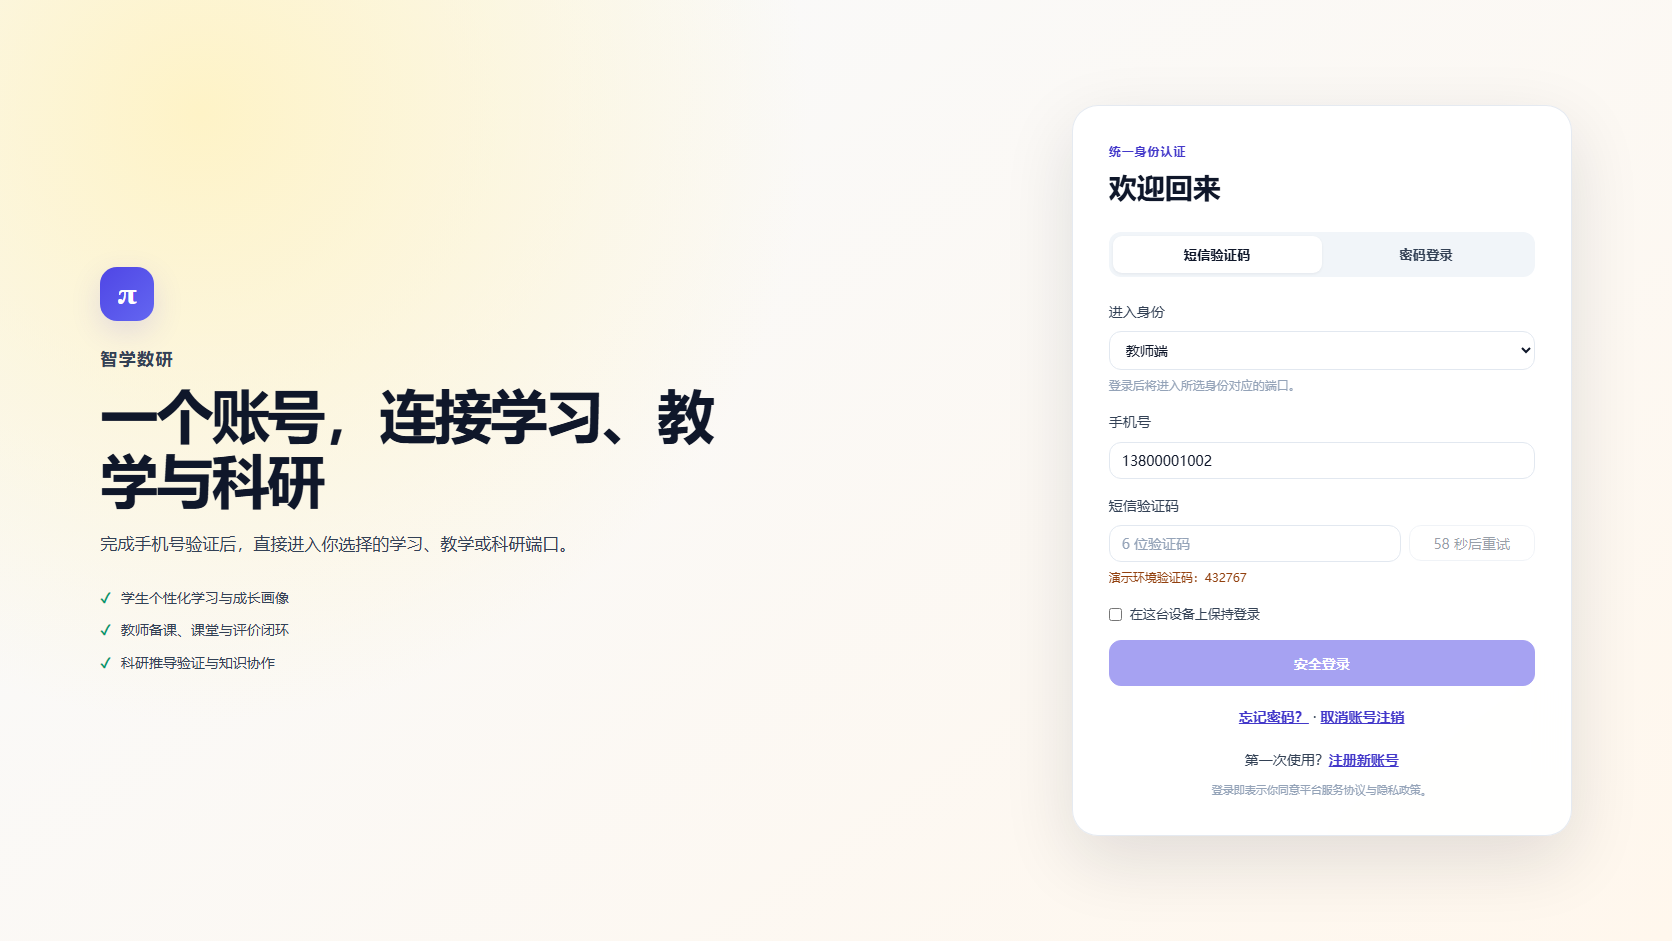 π
智学数研
一个账号，连接学习、教
学与科研
完成手机号验证后，直接进入你选择的学习、教学或科研端口。
✓ 学生个性化学习与成长画像
✓ 教师备课、课堂与评价闭环
✓ 科研推导验证与知识协作
统一身份认证
欢迎回来
短信验证码 密码登录
进入身份
教师端
登录后将进入所选身份对应的端口。
手机号
13800001002
短信验证码
6 位验证码 58 秒后重试
演示环境验证码：432767
在这台设备上保持登录
安全登录
忘记密码？ · 取消账号注销
第一次使用？注册新账号
登录即表示你同意平台服务协议与隐私政策。